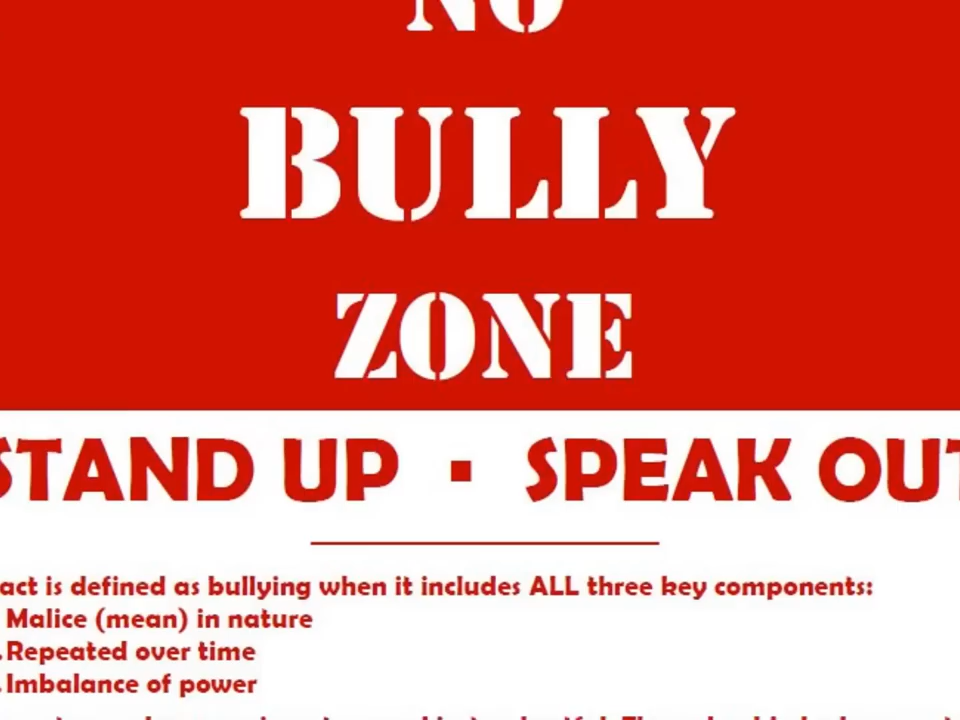 NO
BULLY
ZONE
STAND UP ▪ SPEAK OUT
act is defined as bullying when it includes ALL three key components:
Malice (mean) in nature
.Repeated over time
.Imbalance of power